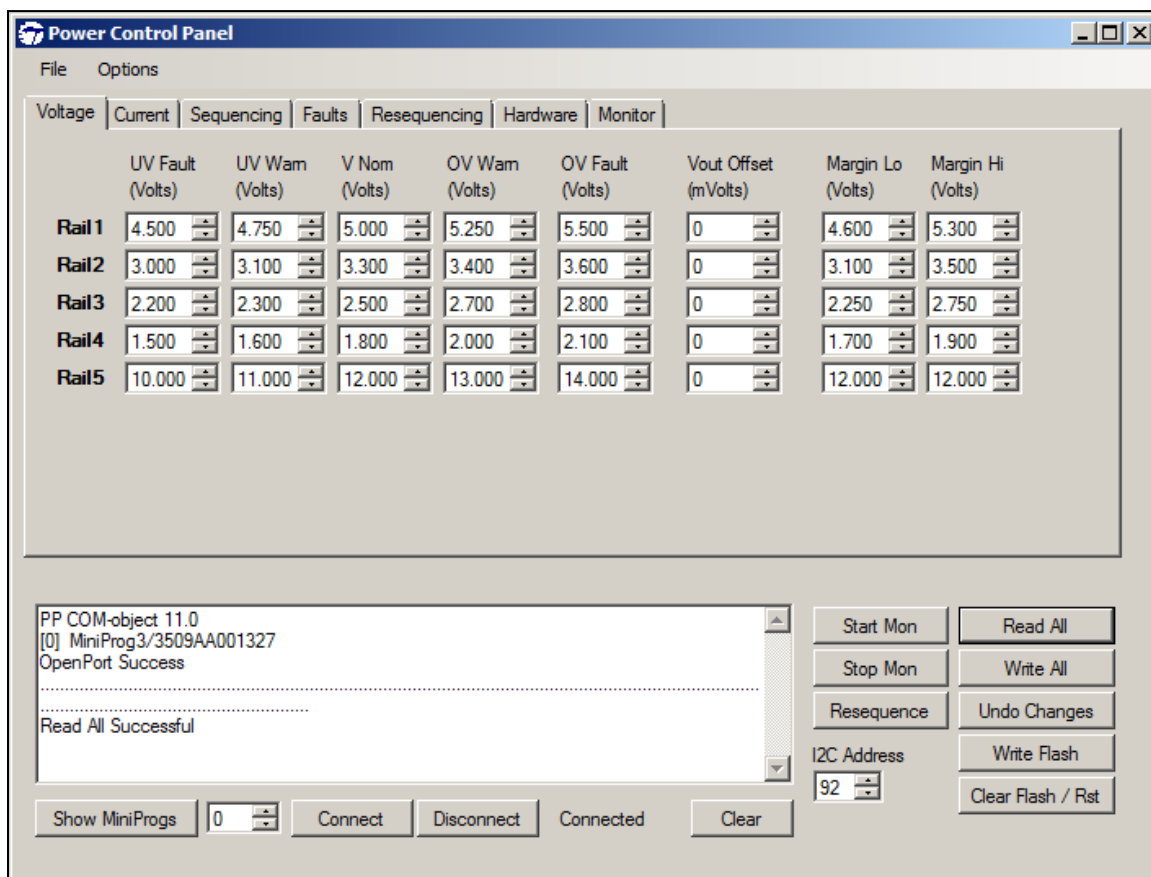 Power Control Panel
File Options
Voltage Current Sequencing Faults Resequencing Hardware Monitor
UV Fault UV Warn V Nom OV Warn OV Fault Vout Offset Margin Lo Margin Hi
(Volts) (Volts) (Volts) (Volts) (Volts) (mVolts) (Volts) (Volts)
Rail1 4.500 4.750 5.000 5.250 5.500 0 4.600 5.300
Rail2 3.000 3.100 3.300 3.400 3.600 0 3.100 3.500
Rail3 2.200 2.300 2.500 2.700 2.800 0 2.250 2.750
Rail4 1.500 1.600 1.800 2.000 2.100 0 1.700 1.900
Rail5 10.000 11.000 12.000 13.000 14.000 0 12.000 12.000
PP COM-object 11.0
[0] MiniProg3/3509AA001327
OpenPort Success
Read All Successful
Start Mon Read All
Stop Mon Write All
Resequence Undo Changes
I2C Address Write Flash
92 Clear Flash / Rst
Show MiniProgs 0 Connect Disconnect Connected Clear